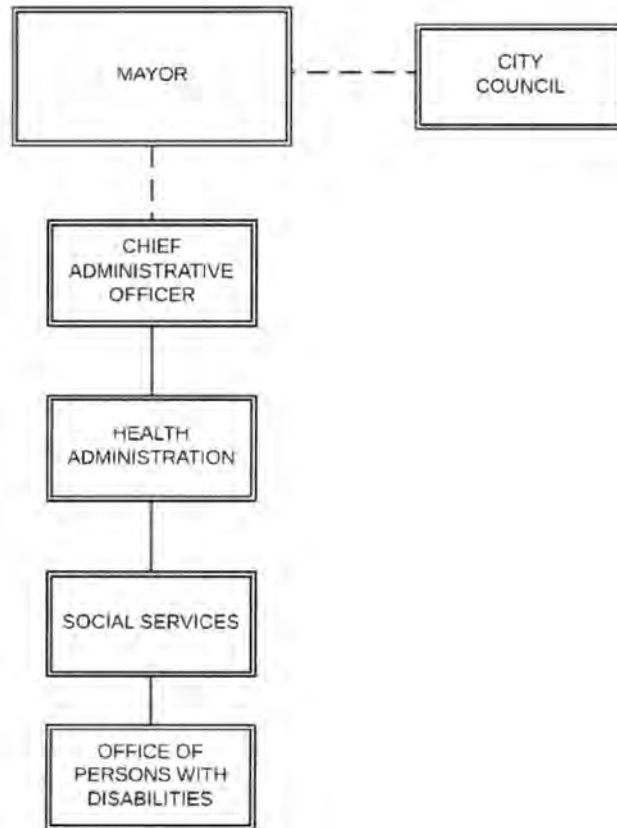 MAYOR
CITY
COUNCIL
CHIEF
ADMINISTRATIVE
OFFICER
HEALTH
ADMINISTRATION
SOCIAL SERVICES
OFFICE OF
PERSONS WITH
DISABILITIES